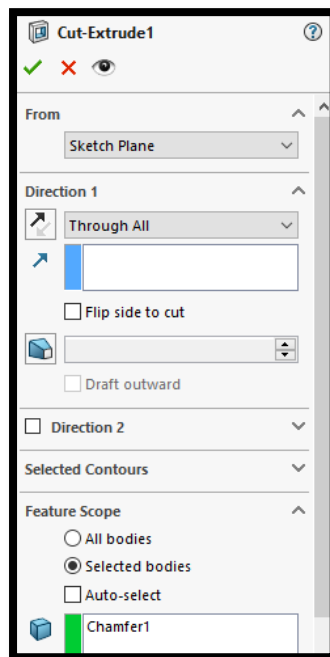 Cut-Extrude1
From
Sketch Plane
Direction 1
Through All
Flip side to cut
Draft outward
Direction 2
Selected Contours
Feature Scope
All bodies
Selected bodies
Auto-select
Chamfer1